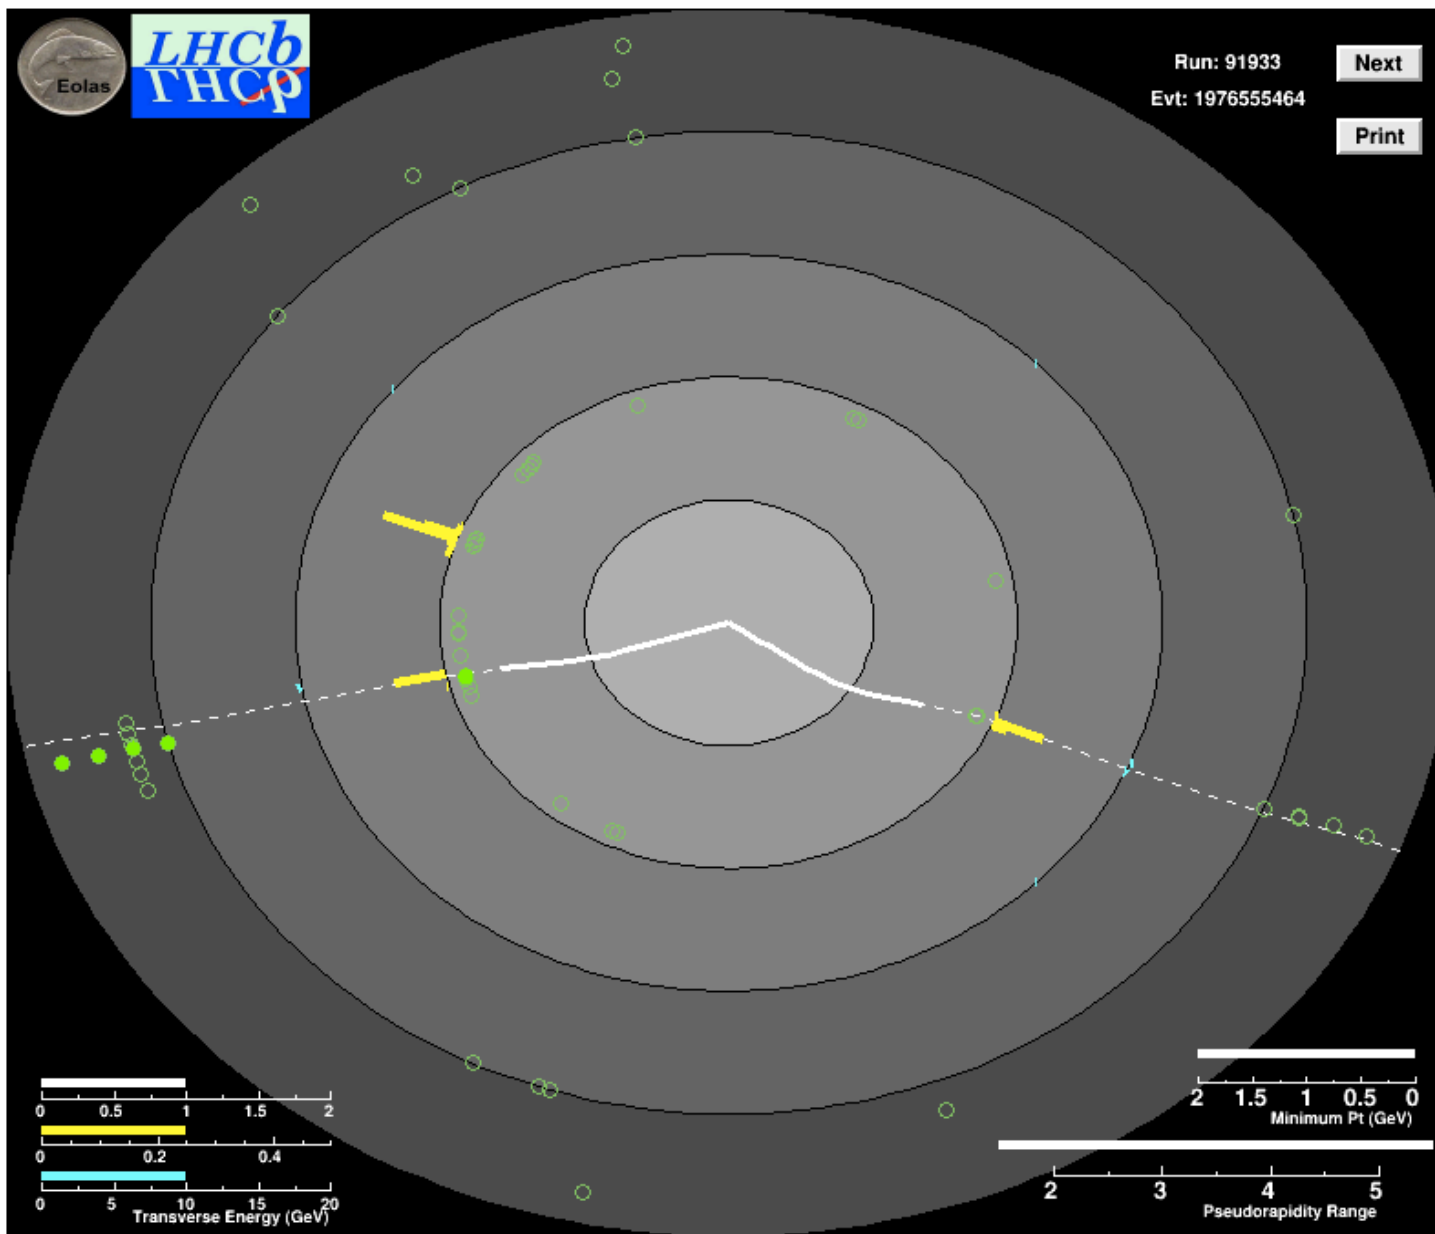 Eolas
LHCb
LHCb
Run: 91933
Evt: 1976555464
Next
Print
0 0.5 1 1.5 2
0 0.2 0.4
0 5 10 15 20
Transverse Energy (GeV)
2 1.5 1 0.5 0
Minimum Pt (GeV)
2 3 4 5
Pseudorapidity Range